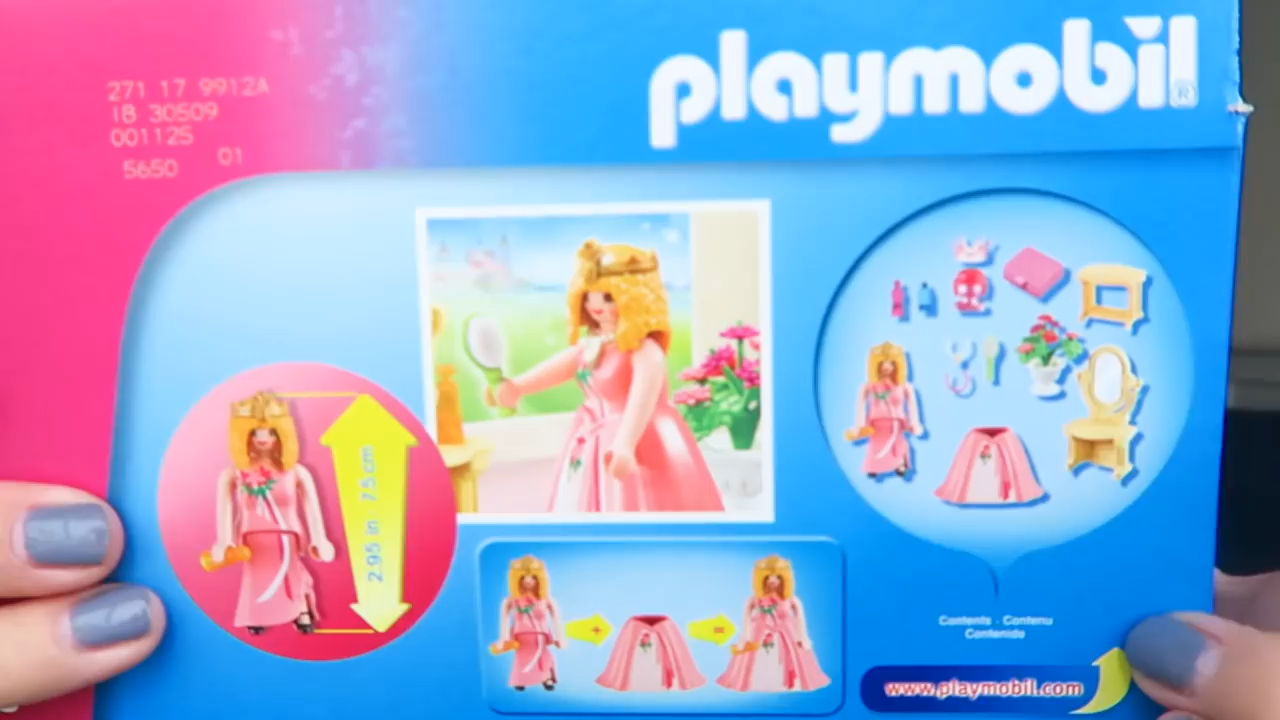 271 17 9912A
IB 30509
001125
5650 01
playmobil®
2.95 in · 7.5 cm
+
=
Contents · Contenu
Contenido
www.playmobil.com